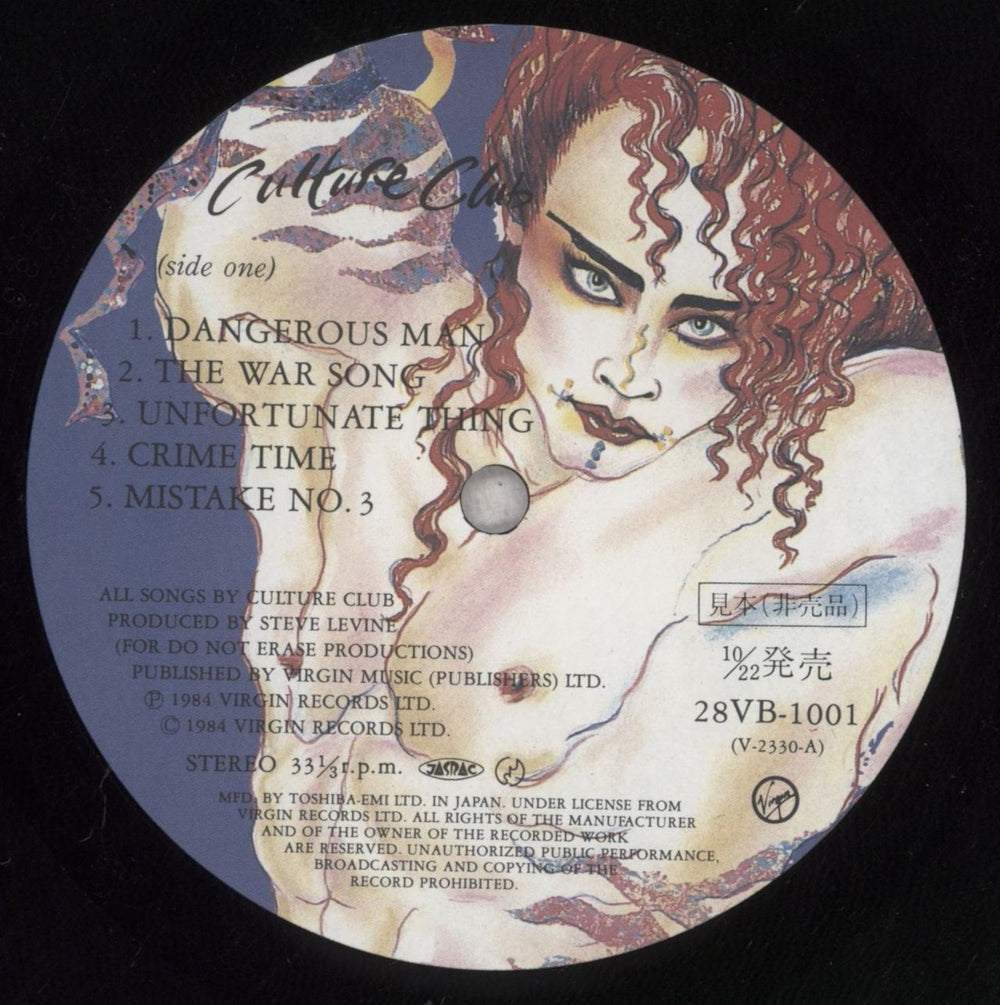 Culture Club
(side one)
1. DANGEROUS MAN
2. THE WAR SONG
3. UNFORTUNATE THING
4. CRIME TIME
5. MISTAKE NO. 3
ALL SONGS BY CULTURE CLUB
PRODUCED BY STEVE LEVINE
(FOR DO NOT ERASE PRODUCTIONS)
PUBLISHED BY VIRGIN MUSIC (PUBLISHERS) LTD.
℗ 1984 VIRGIN RECORDS LTD.
© 1984 VIRGIN RECORDS LTD.
STEREO 33⅓r.p.m. JASRAC
見本(非売品)
10/22発売
28VB-1001
(V-2330-A)
Virgin
MFD. BY TOSHIBA-EMI LTD. IN JAPAN. UNDER LICENSE FROM
VIRGIN RECORDS LTD. ALL RIGHTS OF THE MANUFACTURER
AND OF THE OWNER OF THE RECORDED WORK
ARE RESERVED. UNAUTHORIZED PUBLIC PERFORMANCE,
BROADCASTING AND COPYING OF THE
RECORD PROHIBITED.